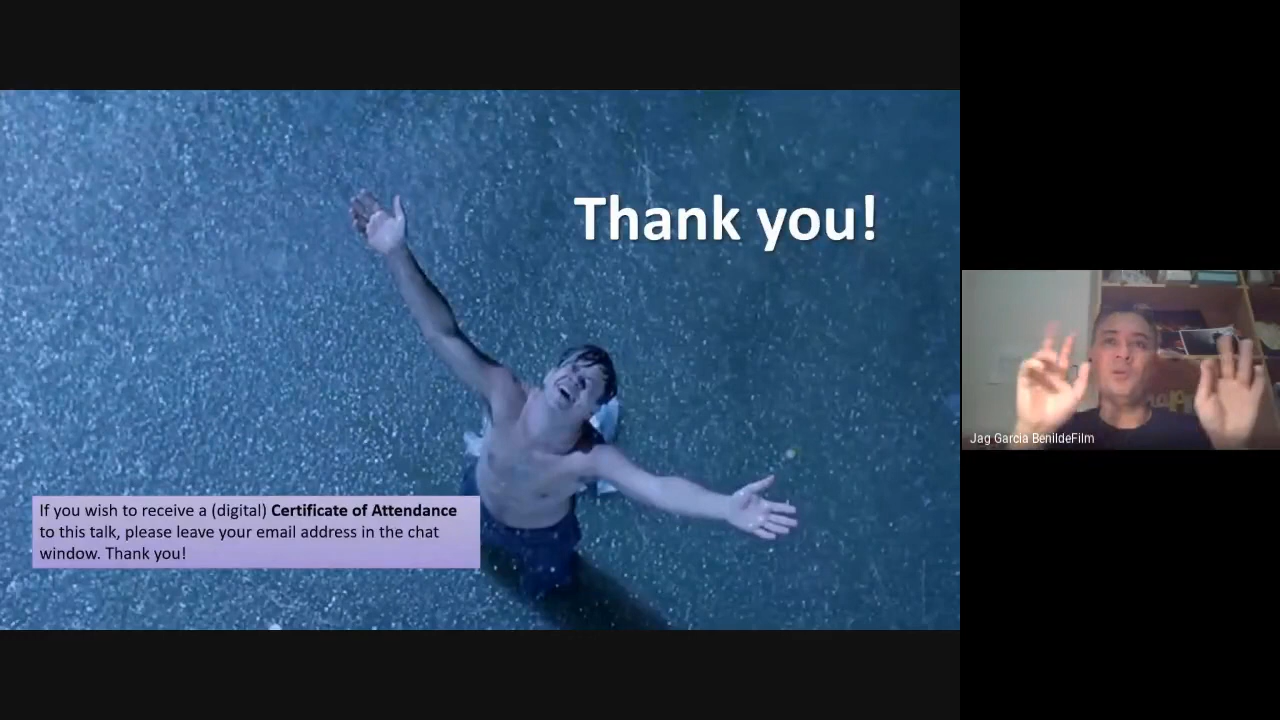 Thank you!
If you wish to receive a (digital) Certificate of Attendance
to this talk, please leave your email address in the chat
window. Thank you!
Jag Garcia BenildeFilm